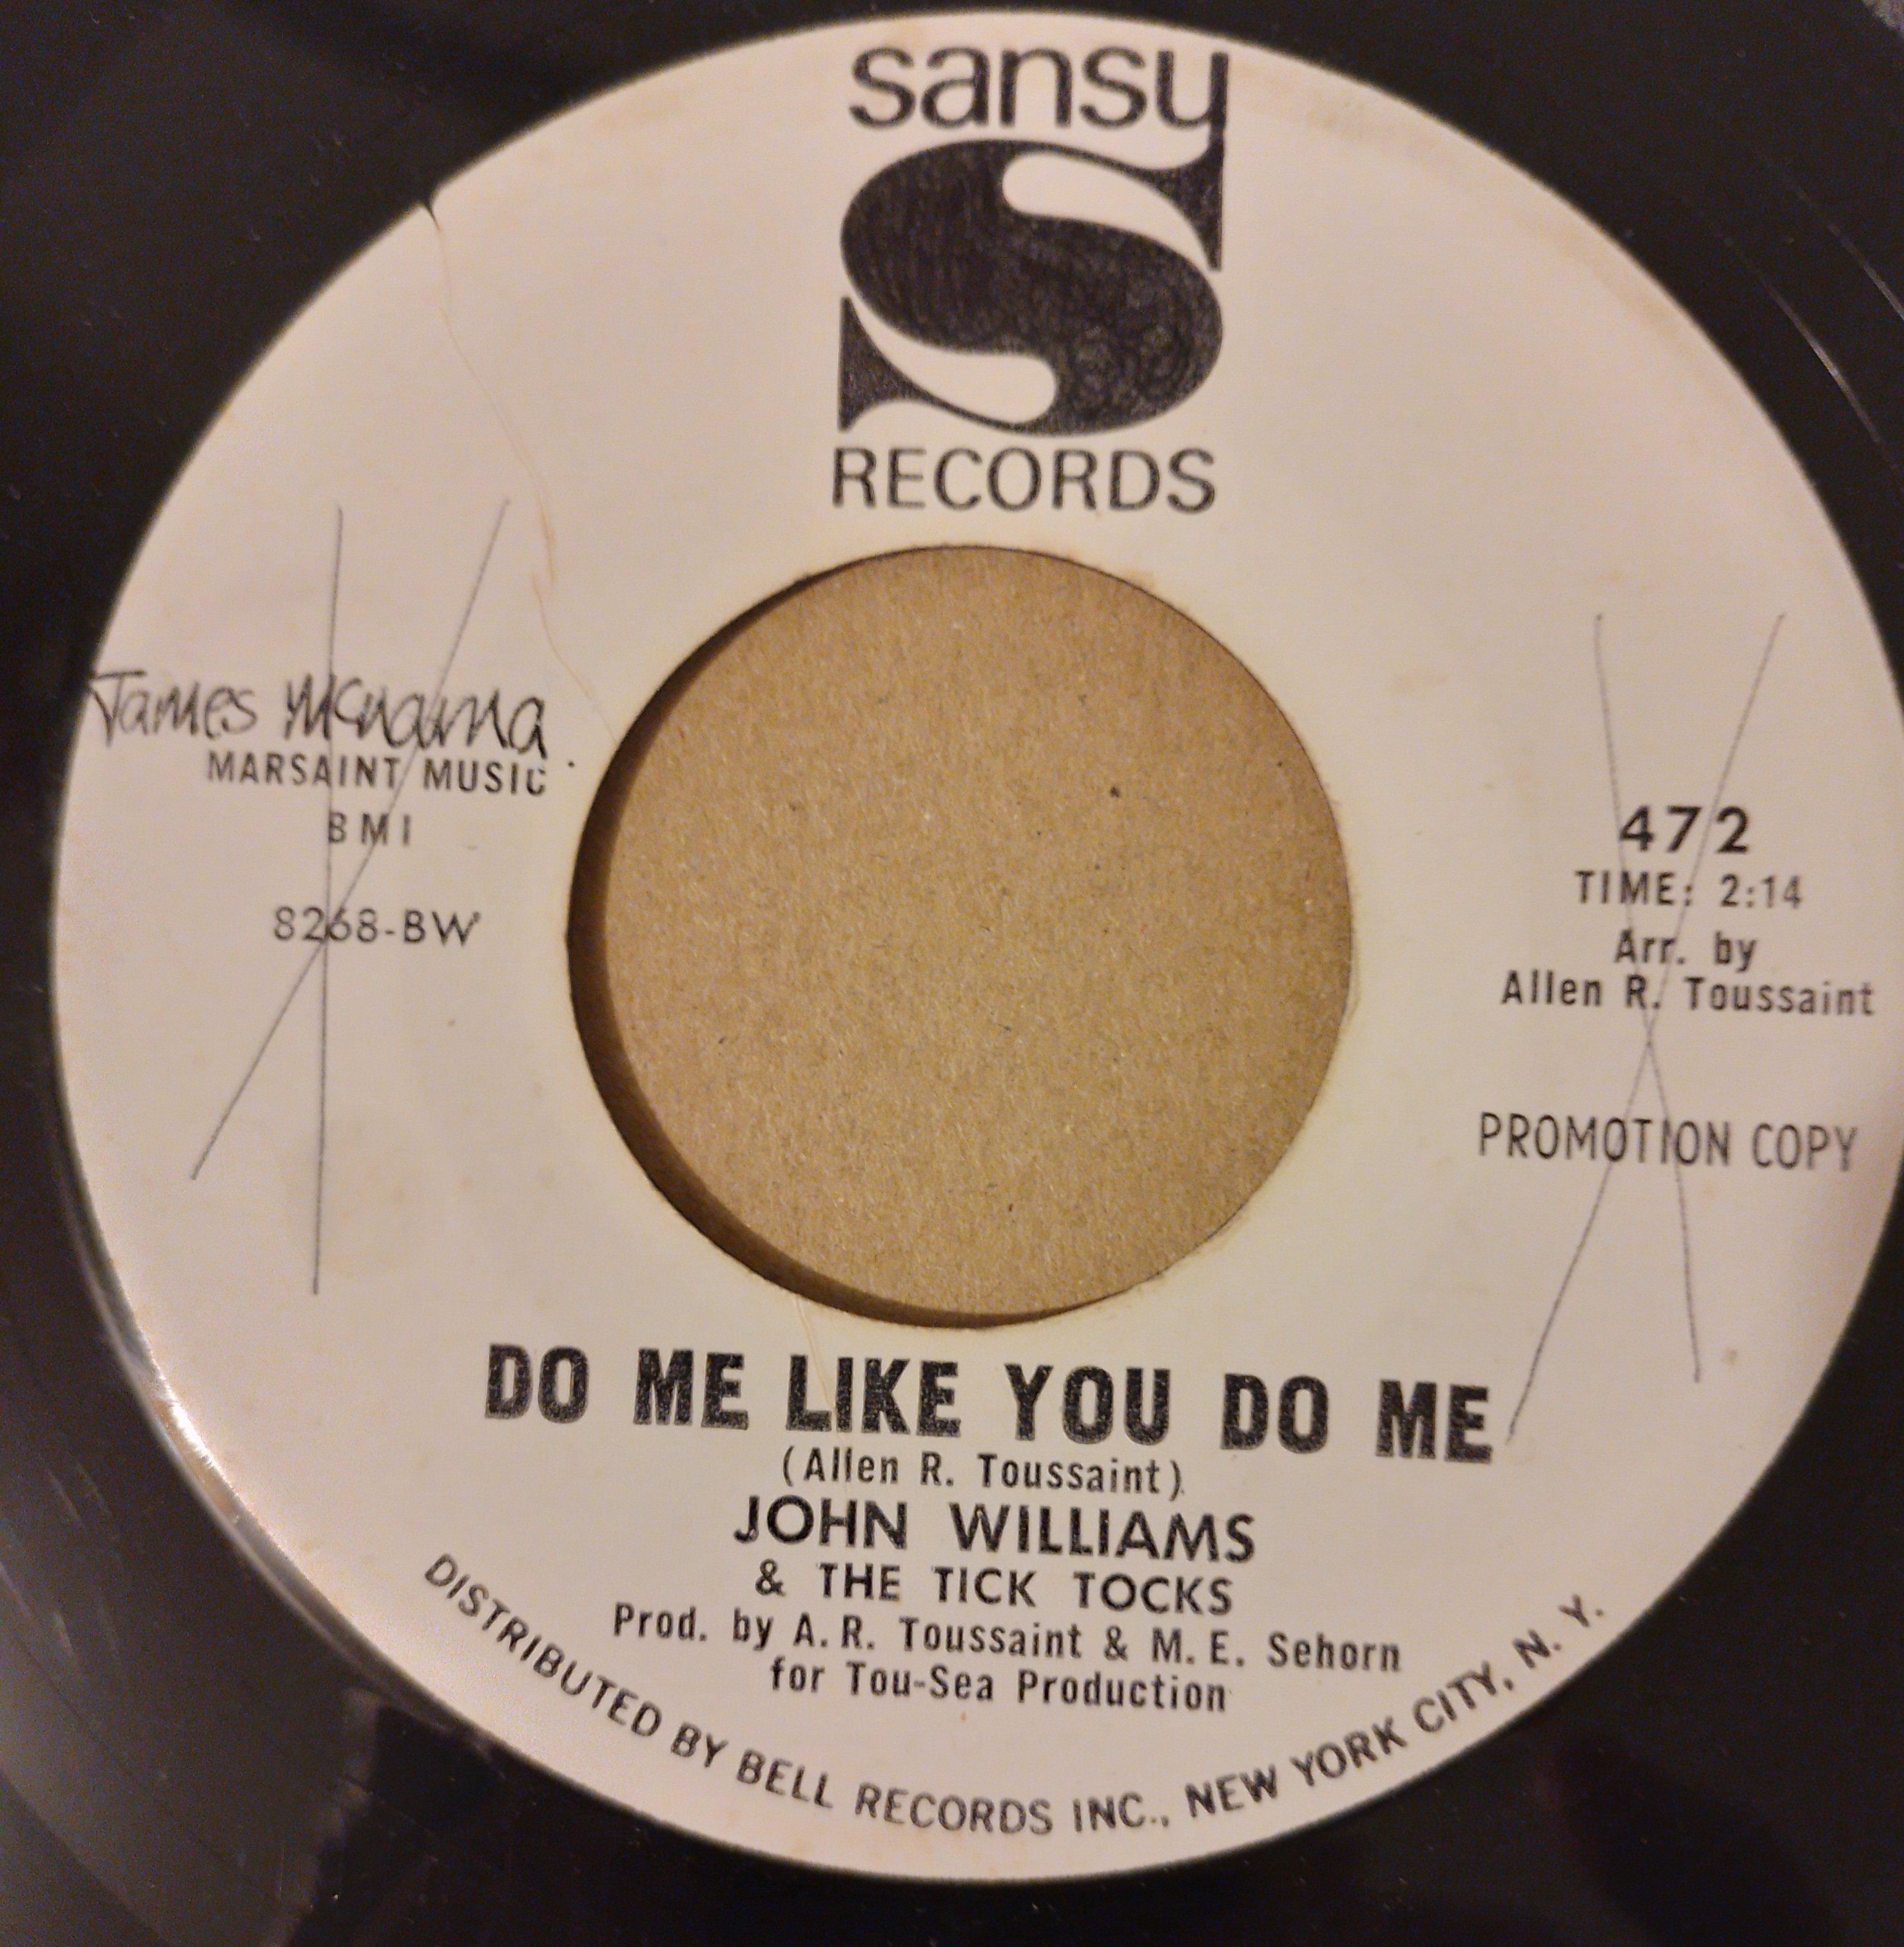 sansu
RECORDS
James McNama
MARSAINT MUSIC
BMI
8268-BW
472
TIME: 2:14
Arr. by
Allen R. Toussaint
PROMOTION COPY
DO ME LIKE YOU DO ME
(Allen R. Toussaint)
JOHN WILLIAMS
& THE TICK TOCKS
Prod. by A. R. Toussaint & M. E. Sehorn
for Tou-Sea Production
DISTRIBUTED BY BELL RECORDS INC., NEW YORK CITY, N. Y.